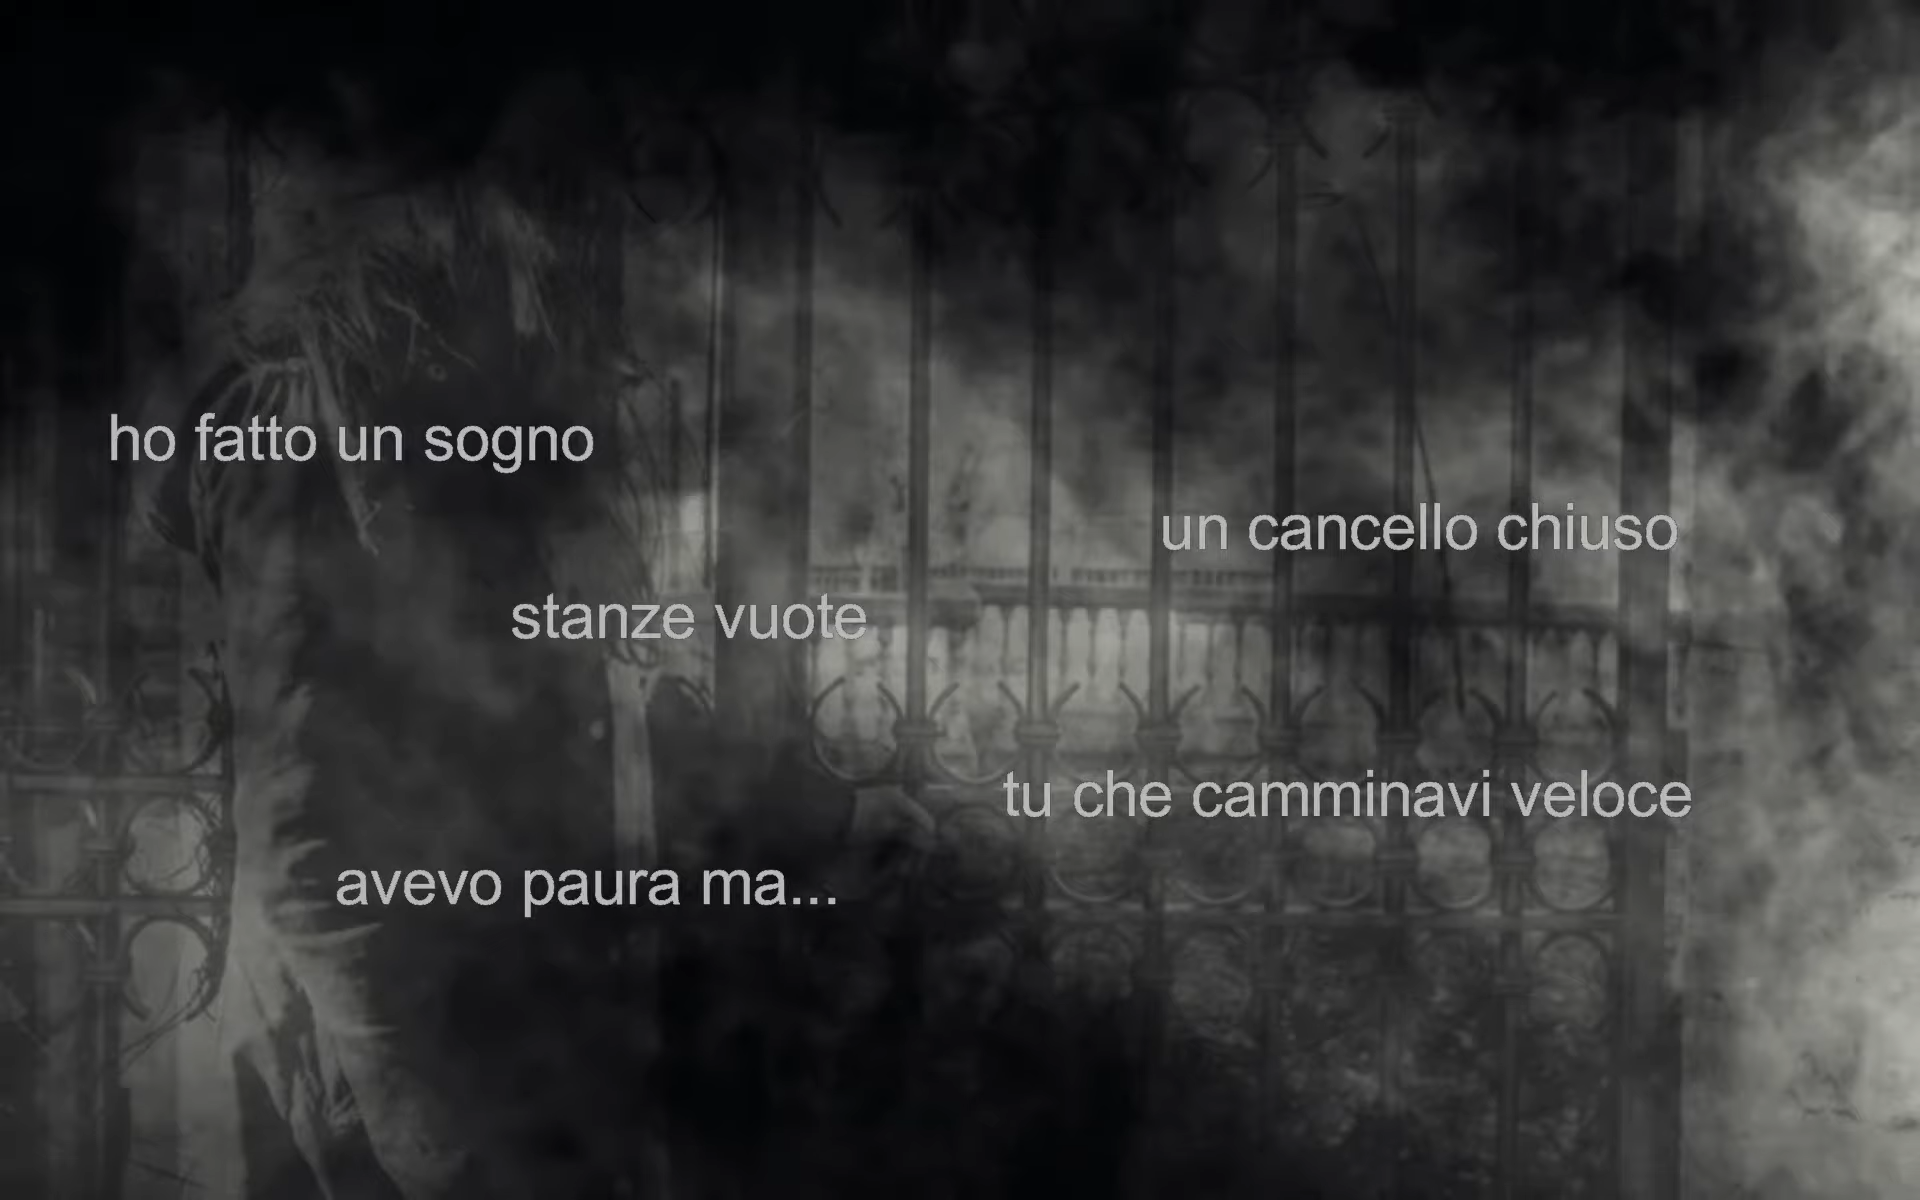 ho fatto un sogno
un cancello chiuso
stanze vuote
tu che camminavi veloce
avevo paura ma...